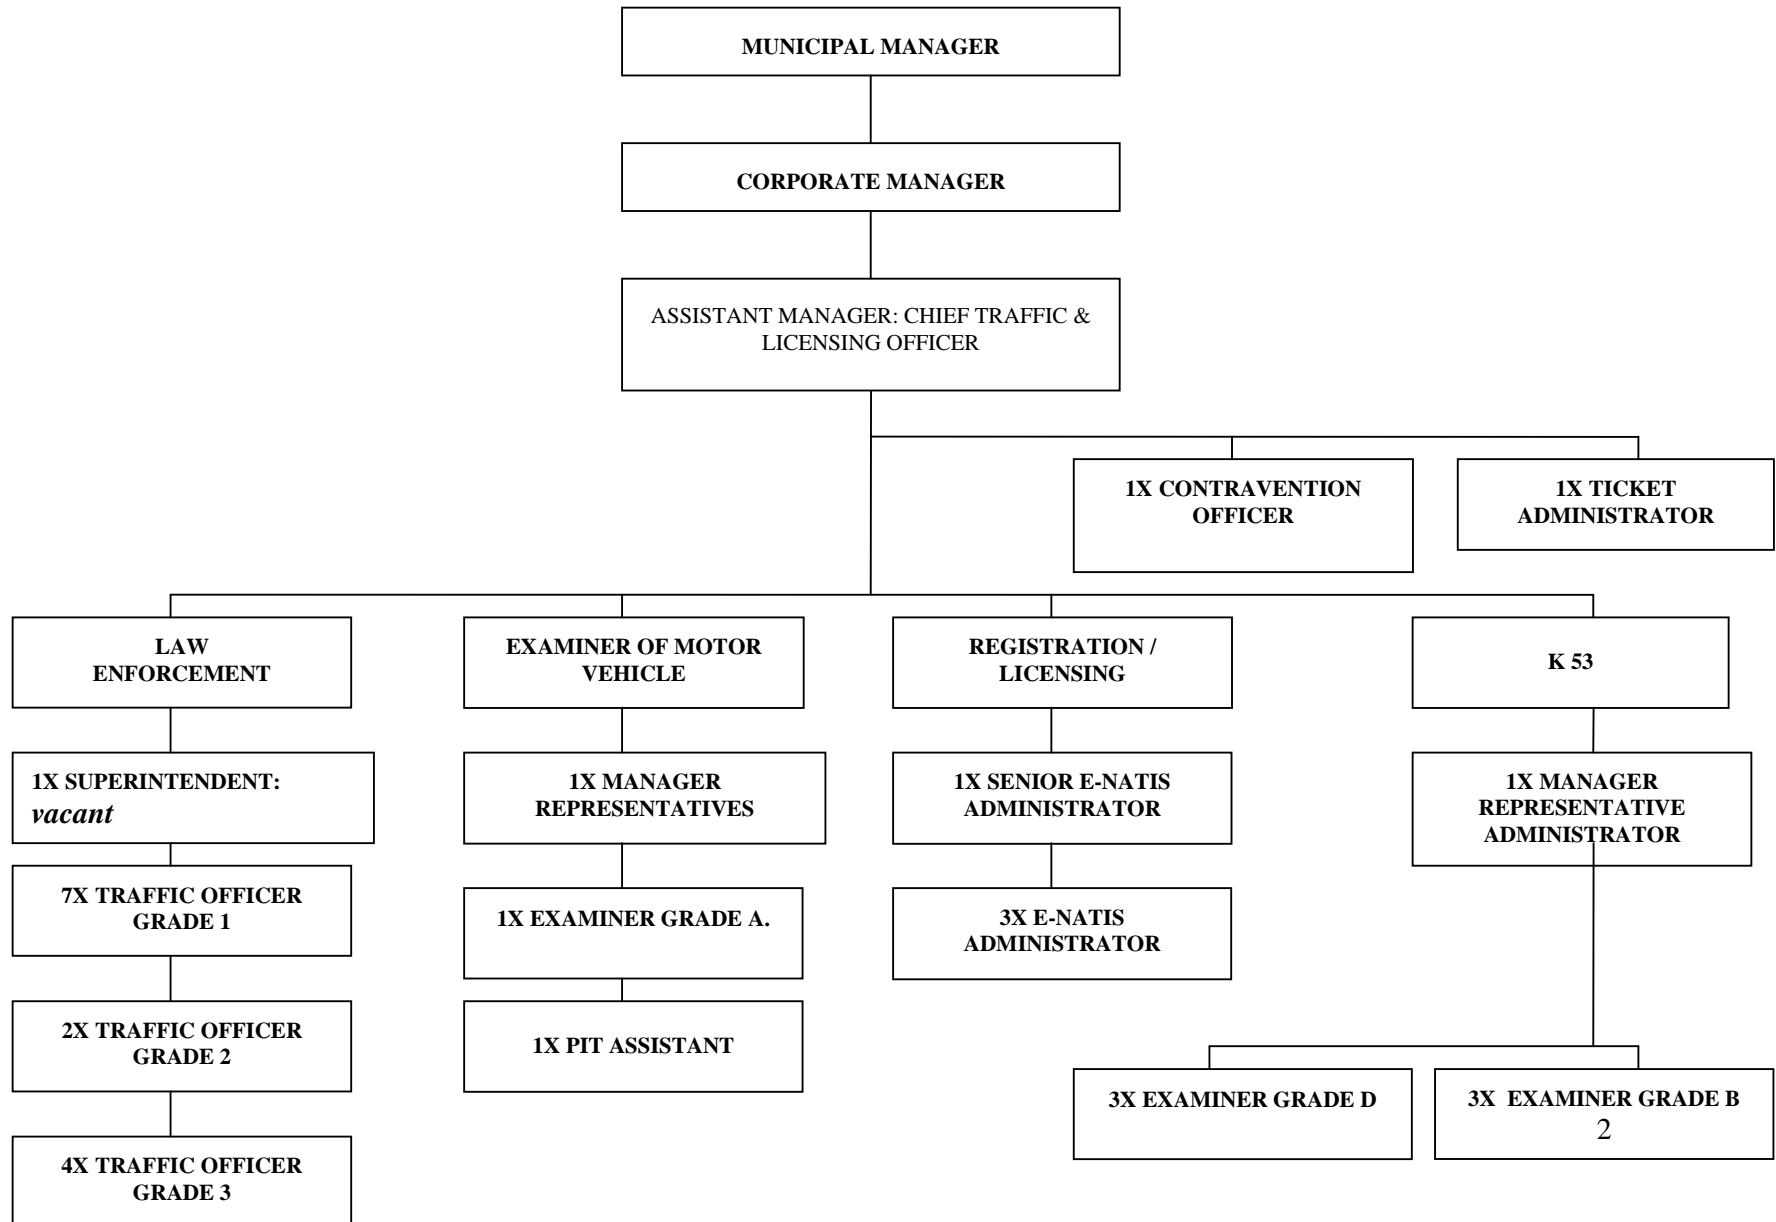 MUNICIPAL MANAGER
CORPORATE MANAGER
ASSISTANT MANAGER: CHIEF TRAFFIC &
LICENSING OFFICER
1X CONTRAVENTION
OFFICER
1X TICKET
ADMINISTRATOR
LAW
ENFORCEMENT
EXAMINER OF MOTOR
VEHICLE
REGISTRATION /
LICENSING
K 53
1X SUPERINTENDENT:
vacant
1X MANAGER
REPRESENTATIVES
1X SENIOR E-NATIS
ADMINISTRATOR
1X MANAGER
REPRESENTATIVE
ADMINISTRATOR
7X TRAFFIC OFFICER
GRADE 1
1X EXAMINER GRADE A.
3X E-NATIS
ADMINISTRATOR
2X TRAFFIC OFFICER
GRADE 2
1X PIT ASSISTANT
3X EXAMINER GRADE D
3X  EXAMINER GRADE B
2
4X TRAFFIC OFFICER
GRADE 3